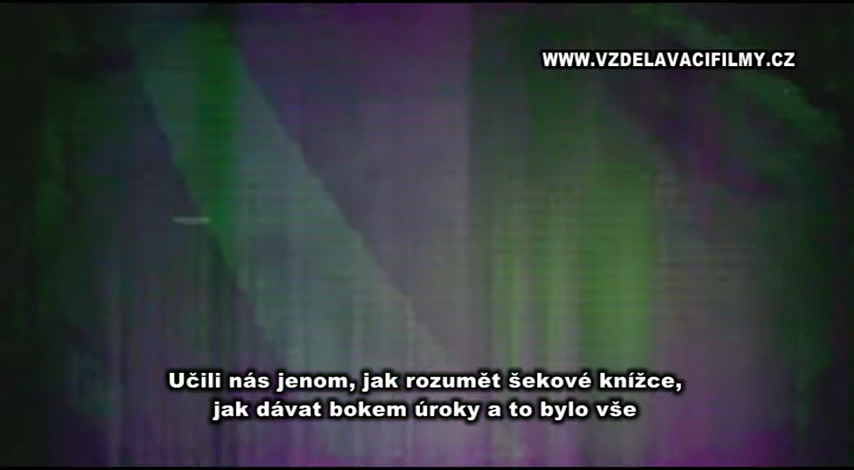 WWW.VZDELAVACIFILMY.CZ
Učili nás jenom, jak rozumět šekové knížce,
jak dávat bokem úroky a to bylo vše